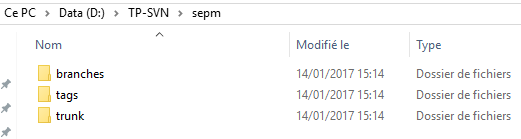 Ce PC > Data (D:) > TP-SVN > sepm
Nom Modifié le Type
branches 14/01/2017 15:14 Dossier de fichiers
tags 14/01/2017 15:14 Dossier de fichiers
trunk 14/01/2017 15:14 Dossier de fichiers